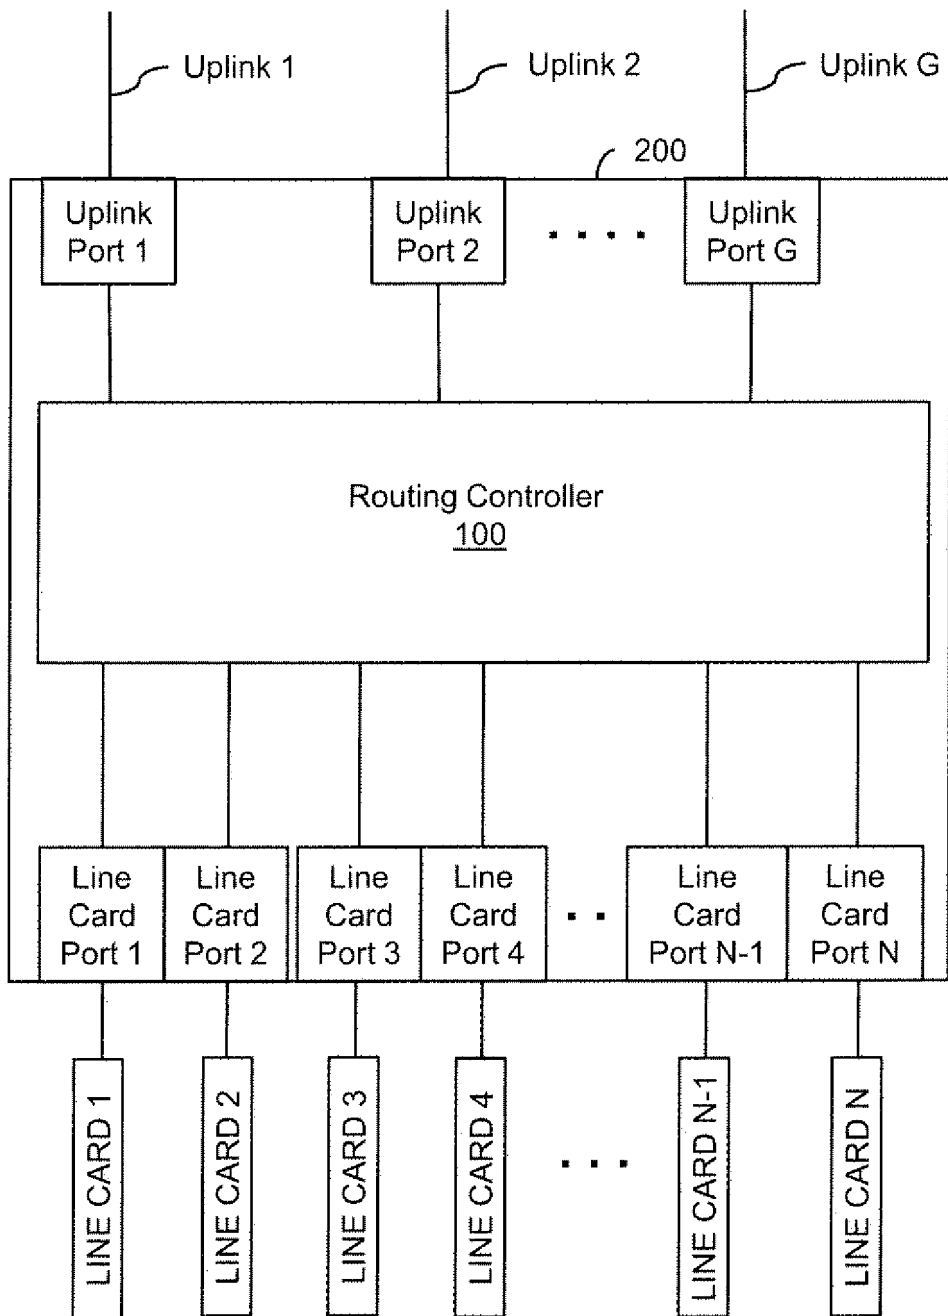 Uplink 1
Uplink 2
Uplink G
200
Uplink
Port 1
Uplink
Port 2
Uplink
Port G
Routing Controller
100
Line
Card
Port 1
Line
Card
Port 2
Line
Card
Port 3
Line
Card
Port 4
Line
Card
Port N-1
Line
Card
Port N
LINE CARD 1
LINE CARD 2
LINE CARD 3
LINE CARD 4
LINE CARD N-1
LINE CARD N